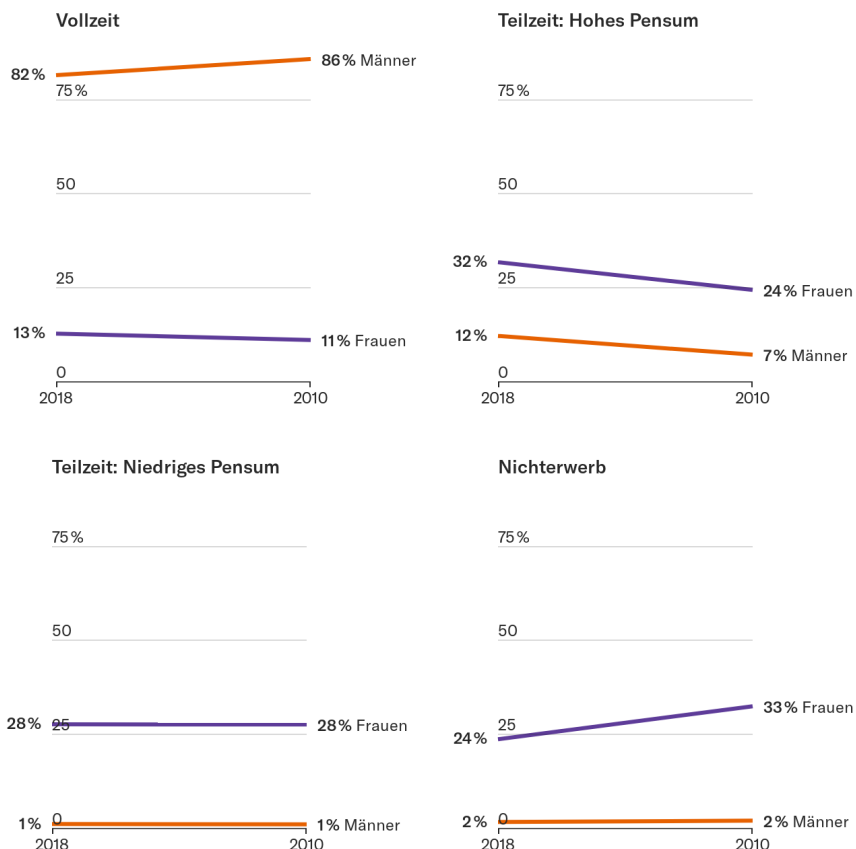 Vollzeit
82 %
86 % Männer
75 %
50
25
13 %
11 % Frauen
0
2018
2010
Teilzeit: Hohes Pensum
75 %
50
32 %
25
24 % Frauen
12 %
7 % Männer
0
2018
2010
Teilzeit: Niedriges Pensum
75 %
50
28 %
25
28 % Frauen
1 %
0
1 % Männer
2018
2010
Nichterwerb
75 %
50
33 % Frauen
25
24 %
2 %
0
2 % Männer
2018
2010